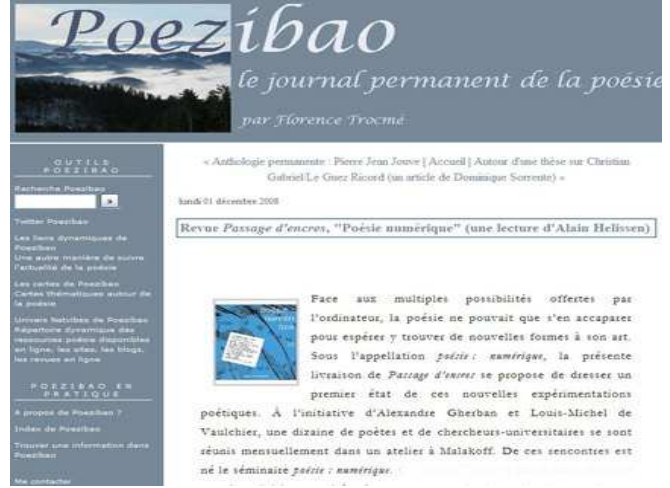 Poezibao
le journal permanent de la poésie
par Florence Trocmé
OUTILS
POEZIBAO
Recherche Poezibao
»
Twitter Poezibao
Les liens dynamiques de
Poezibao
Une autre manière de suivre
l'actualité de la poésie
Les cartes de Poezibao
Cartes thématiques autour de
la poésie
Univers Netvibes de Poezibao
Répertoire dynamique des
ressources poésie disponibles
en ligne, les sites, les blogs,
les revues en ligne
POEZIBAO EN
PRATIQUE
A propos de Poezibao ?
Index de Poezibao
Trouver une information dans
Poezibao
Me contacter
« Anthologie permanente : Pierre Jean Jouve | Accueil | Autour d'une thèse sur Christian
Gabriel/Le Guez Ricord (un article de Dominique Sorrente) »
lundi 01 décembre 2008
Revue Passage d'encres, "Poésie numérique" (une lecture d'Alain Helissen)
Face aux multiples possibilités offertes par
l'ordinateur, la poésie ne pouvait que s'en accaparer
pour espérer y trouver de nouvelles formes à son art.
Sous l'appellation poésie : numérique, la présente
livraison de Passage d'encres se propose de dresser un
premier état de ces nouvelles expérimentations
poétiques. À l'initiative d'Alexandre Gherban et Louis-Michel de
Vaulchier, une dizaine de poètes et de chercheurs-universitaires se sont
réunis mensuellement dans un atelier à Malakoff. De ces rencontres est
né le séminaire poésie : numérique.